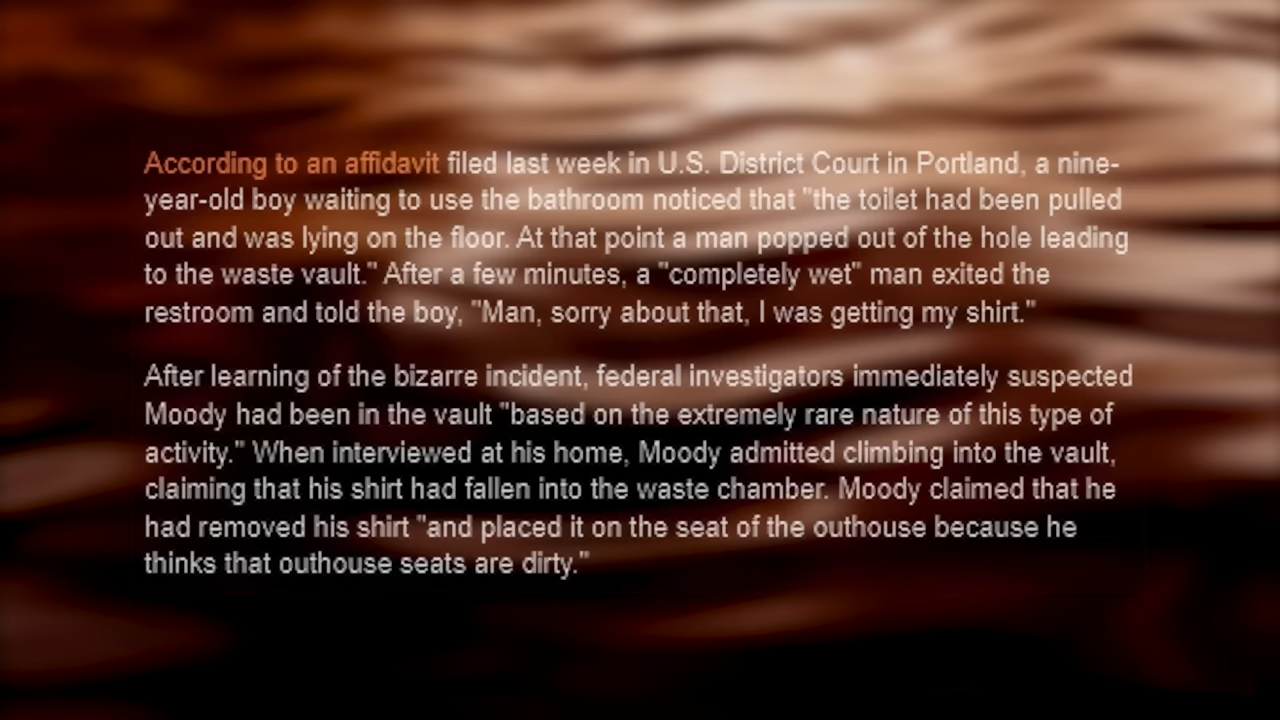 According to an affidavit filed last week in U.S. District Court in Portland, a nine-
year-old boy waiting to use the bathroom noticed that "the toilet had been pulled
out and was lying on the floor. At that point a man popped out of the hole leading
to the waste vault." After a few minutes, a "completely wet" man exited the
restroom and told the boy, "Man, sorry about that, I was getting my shirt."
After learning of the bizarre incident, federal investigators immediately suspected
Moody had been in the vault "based on the extremely rare nature of this type of
activity." When interviewed at his home, Moody admitted climbing into the vault,
claiming that his shirt had fallen into the waste chamber. Moody claimed that he
had removed his shirt "and placed it on the seat of the outhouse because he
thinks that outhouse seats are dirty."